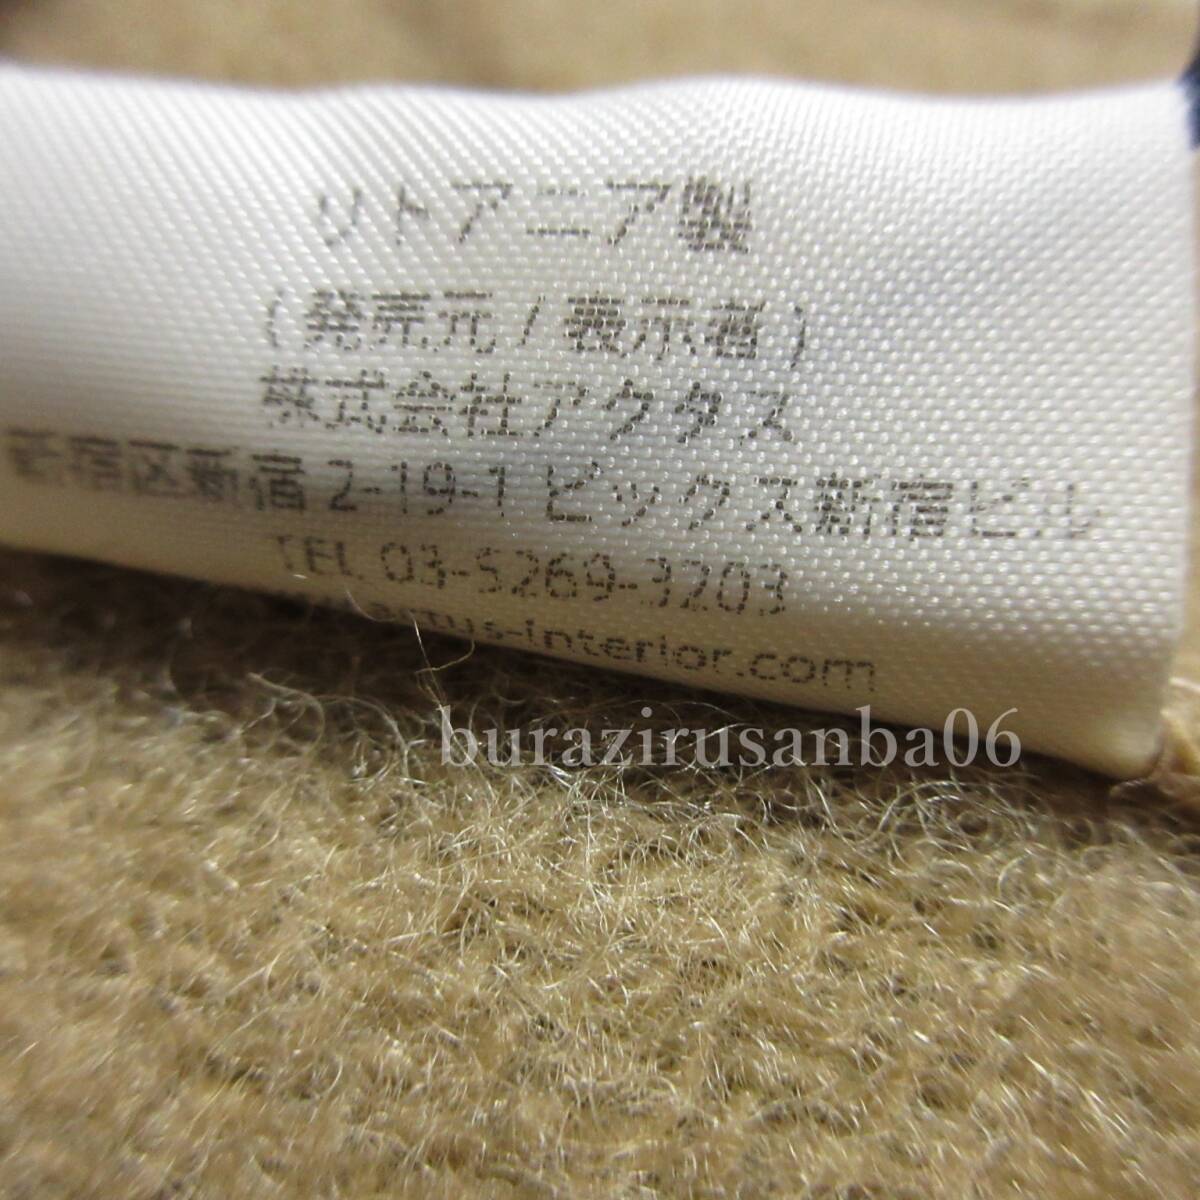 リトアニア製
(発売元/表示者)
株式会社アクタス
新宿区新宿2-19-1 ビックス新宿ビル
TEL 03-5269-3203
actus-interior.com
burazirusanba06